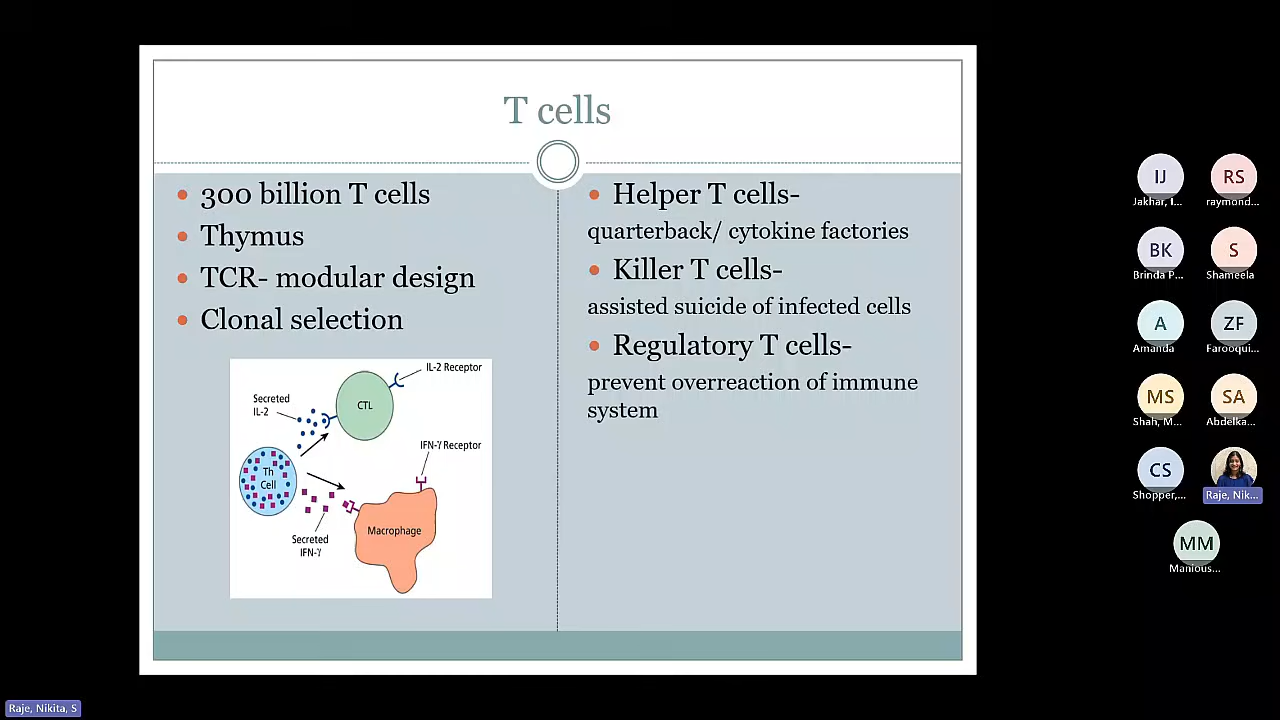 T cells
300 billion T cells
Thymus
TCR- modular design
Clonal selection
IL-2 Receptor
Secreted
IL-2
CTL
IFN-γ Receptor
Th
Cell
Macrophage
Secreted
IFN-γ
Helper T cells-
quarterback/ cytokine factories
Killer T cells-
assisted suicide of infected cells
Regulatory T cells-
prevent overreaction of immune
system
IJ
Jakhar, I...
RS
raymond...
BK
Brinda P...
S
Shameela
A
Amanda
ZF
Farooqui...
MS
Shah, M...
SA
Abdelka...
CS
Shopper,...
Raje, Nik...
MM
Manious...
Raje, Nikita, S